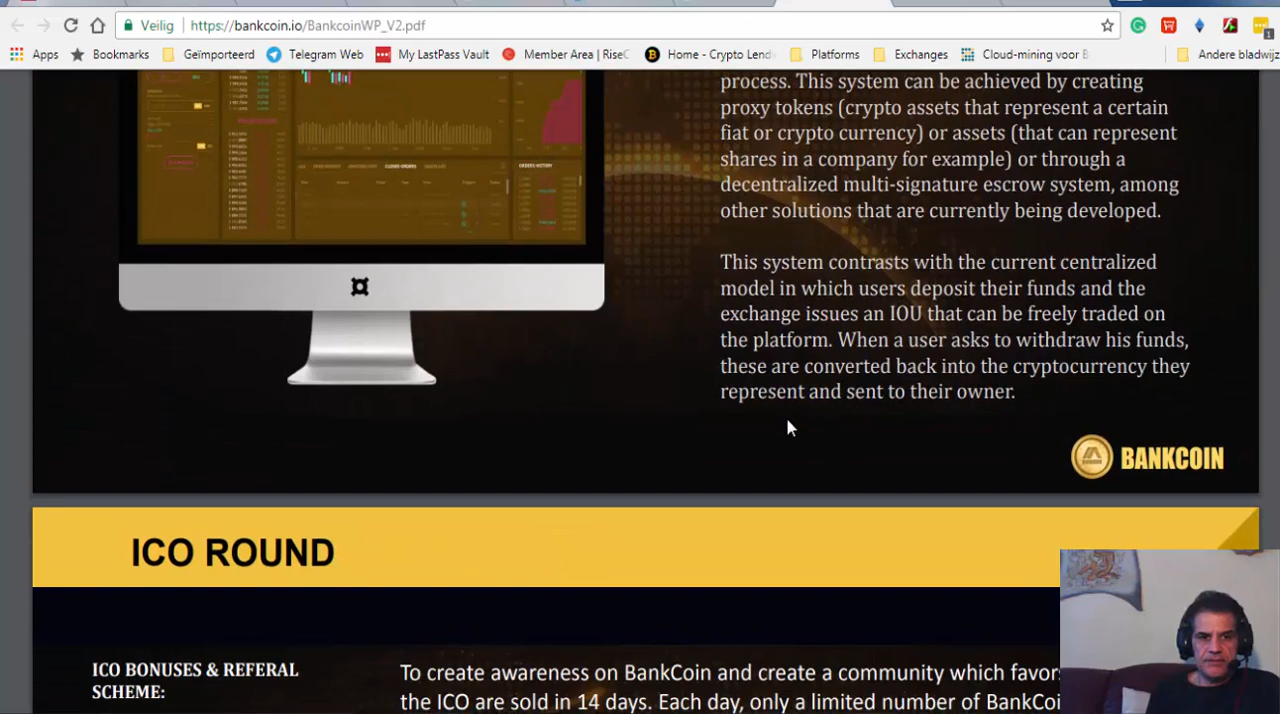 Veilig
https://bankcoin.io/BankcoinWP_V2.pdf
Apps
Bookmarks
Geïmporteerd
Telegram Web
My LastPass Vault
Member Area | Rise
Home - Crypto Lend
Platforms
Exchanges
Cloud-mining voor
Andere bladwij
1
process. This system can be achieved by creating
proxy tokens (crypto assets that represent a certain
fiat or crypto currency) or assets (that can represent
shares in a company for example) or through a
decentralized multi-signature escrow system, among
other solutions that are currently being developed.
This system contrasts with the current centralized
model in which users deposit their funds and the
exchange issues an IOU that can be freely traded on
the platform. When a user asks to withdraw his funds,
these are converted back into the cryptocurrency they
represent and sent to their owner.
BANKCOIN
ICO ROUND
ICO BONUSES & REFERAL
SCHEME:
To create awareness on BankCoin and create a community which favor
the ICO are sold in 14 days. Each day, only a limited number of BankCo